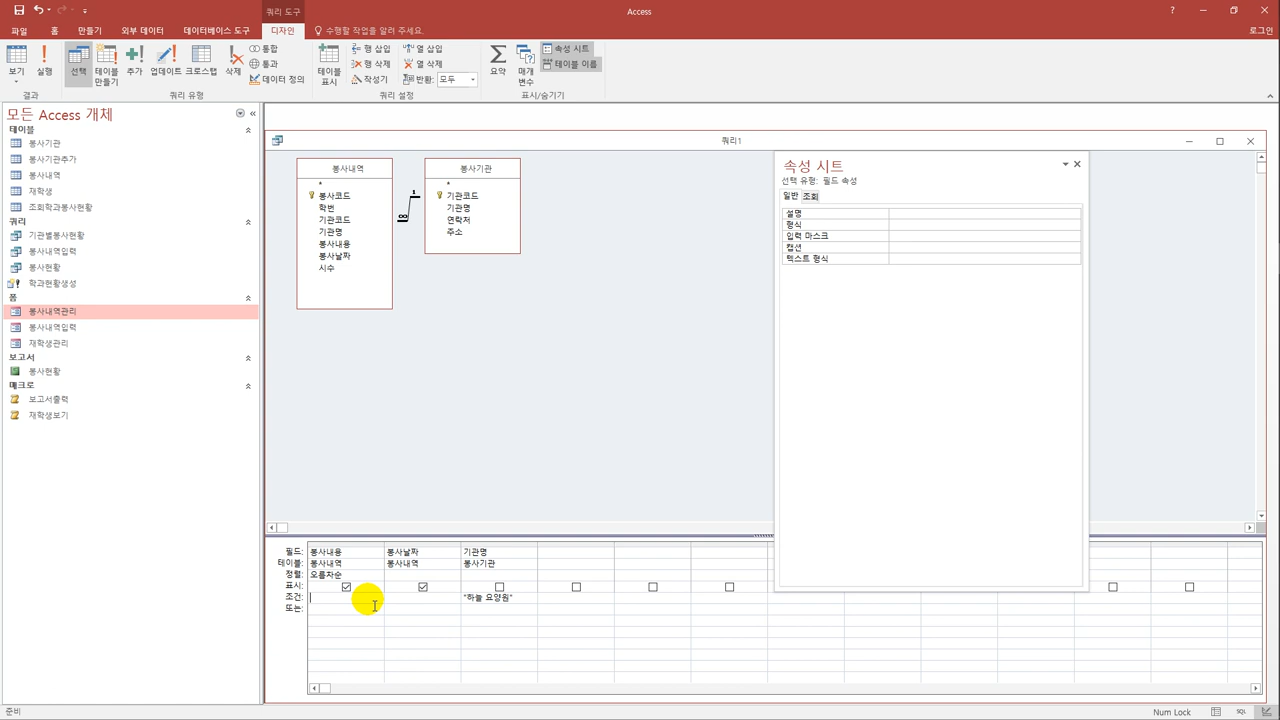 쿼리 도구
Access
?
파일
홈
만들기
외부 데이터
데이터베이스 도구
디자인
수행할 작업을 알려 주세요.
로그인
보기
실행
선택
테이블 만들기
추가
업데이트
크로스탭
삭제
통합
통과
데이터 정의
테이블 표시
행 삽입
행 삭제
작성기
열 삽입
열 삭제
반환: 모두
요약
매개 변수
속성 시트
테이블 이름
결과
쿼리 유형
쿼리 설정
표시/숨기기
모든 Access 개체
테이블
봉사기관
봉사기관추가
봉사내역
재학생
조회학과봉사현황
쿼리
기관별봉사현황
봉사내역입력
봉사현황
학과현황생성
폼
봉사내역관리
봉사내역입력
재학생관리
보고서
봉사현황
매크로
보고서출력
재학생보기
쿼리1
봉사내역
*
봉사코드
학번
기관코드
기관명
봉사내용
봉사날짜
시수
1
∞
봉사기관
*
기관코드
기관명
연락처
주소
속성 시트
선택 유형: 필드 속성
일반 조회
설명
형식
입력 마스크
캡션
텍스트 형식
필드: 봉사내용 봉사날짜 기관명
테이블: 봉사내역 봉사내역 봉사기관
정렬: 오름차순
표시:
조건: "하늘 요양원"
또는:
준비
Num Lock
SQL